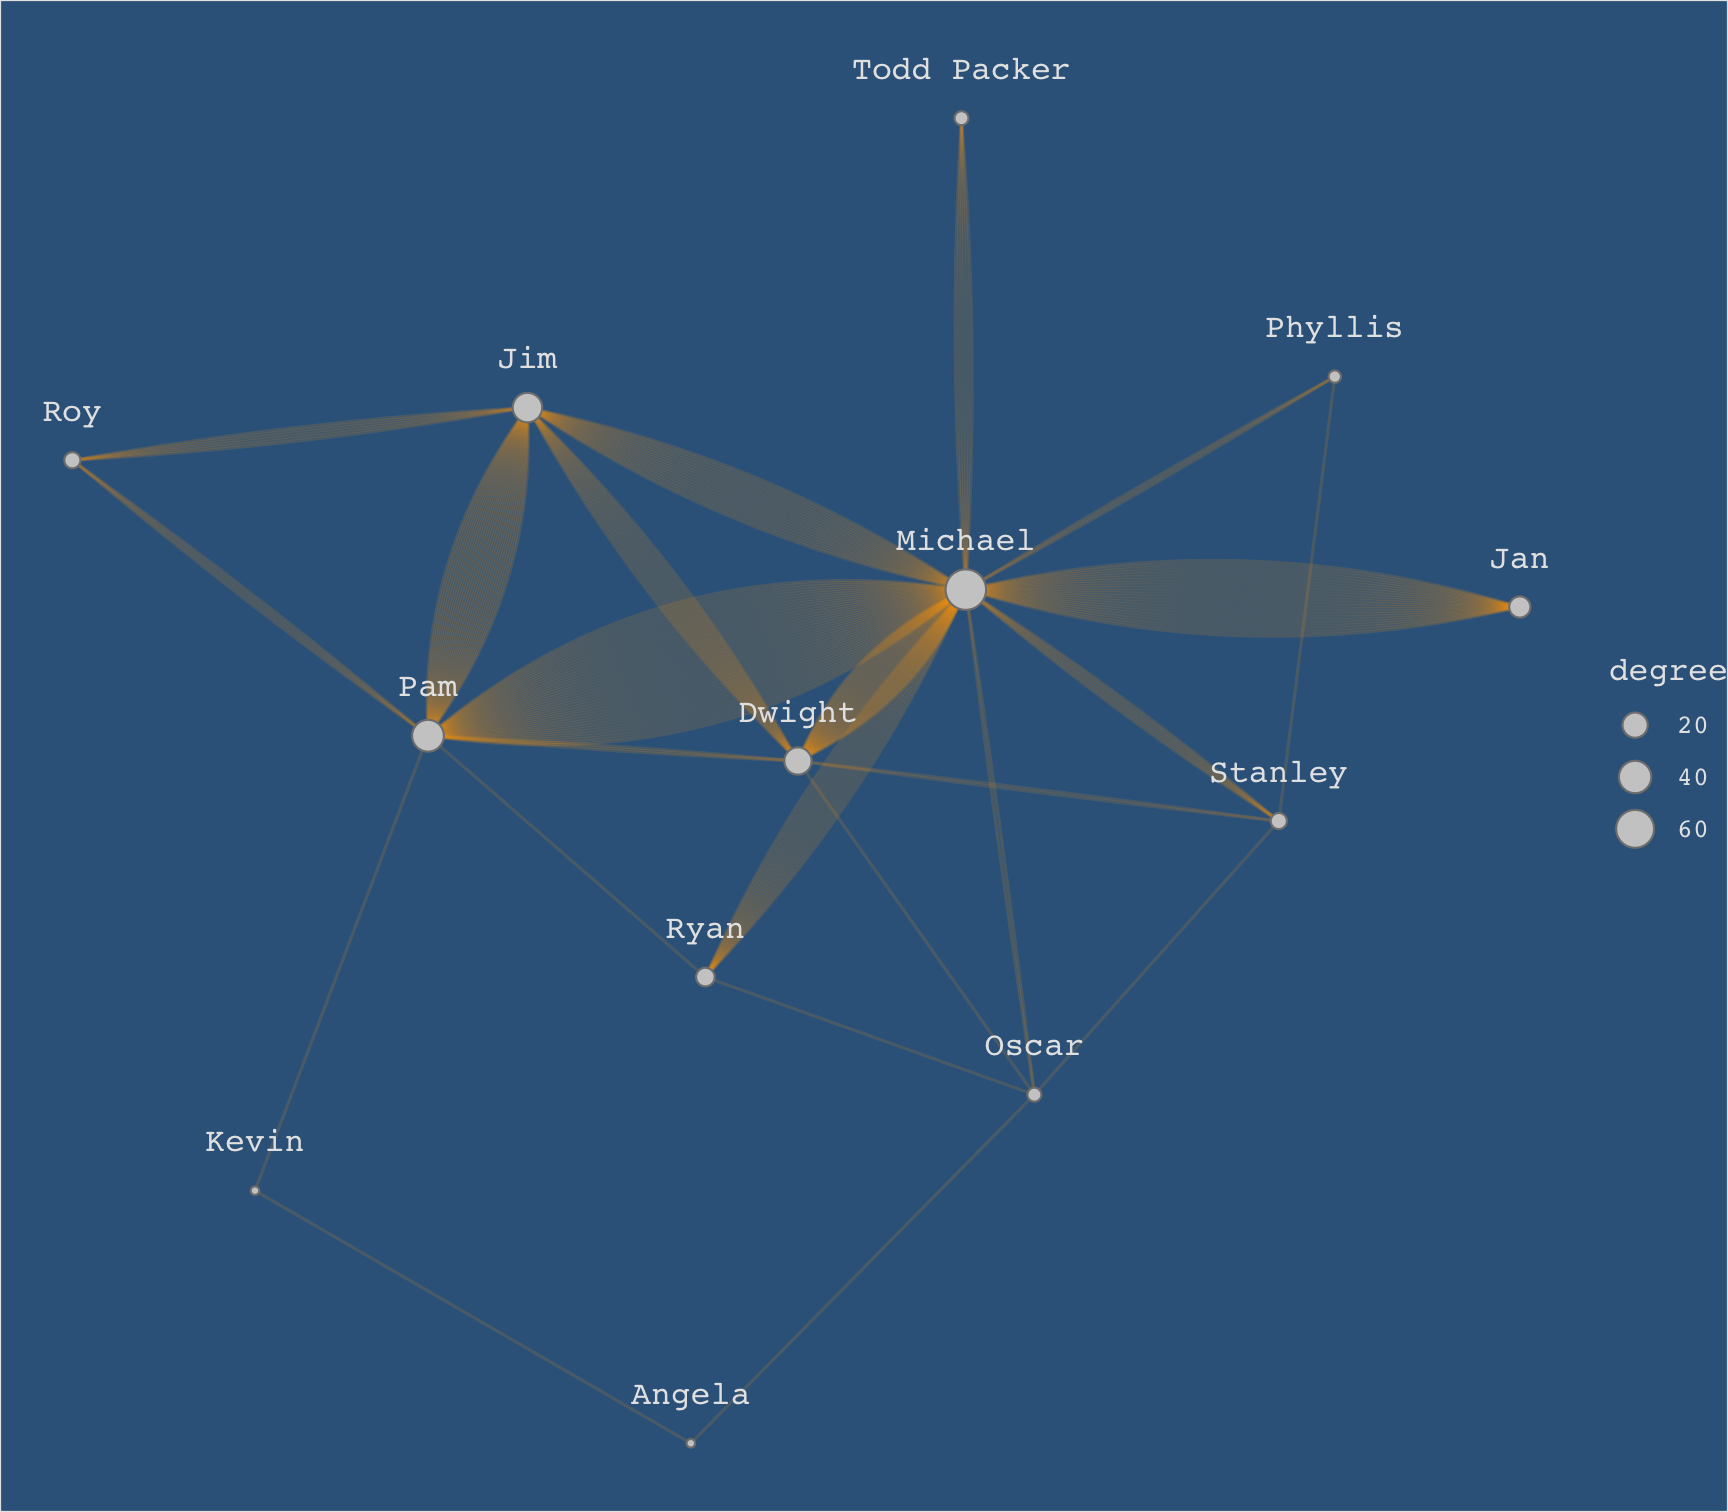 Todd Packer
Phyllis
Jim
Roy
Michael
Jan
degree
Pam
Dwight
20
Stanley
40
60
Ryan
Oscar
Kevin
Angela